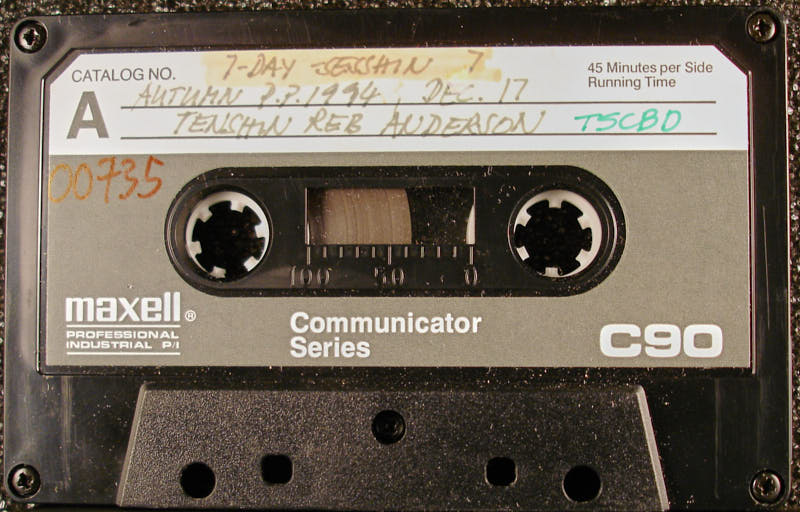 CATALOG NO. 7-DAY SESSHIN 7 45 Minutes per Side
Running Time
A AUTUMN P.P. 1994, DEC. 17
TENSHIN REB ANDERSON TSCBD
00735
100 50 0
maxell®
PROFESSIONAL
INDUSTRIAL P/I
Communicator
Series
C90